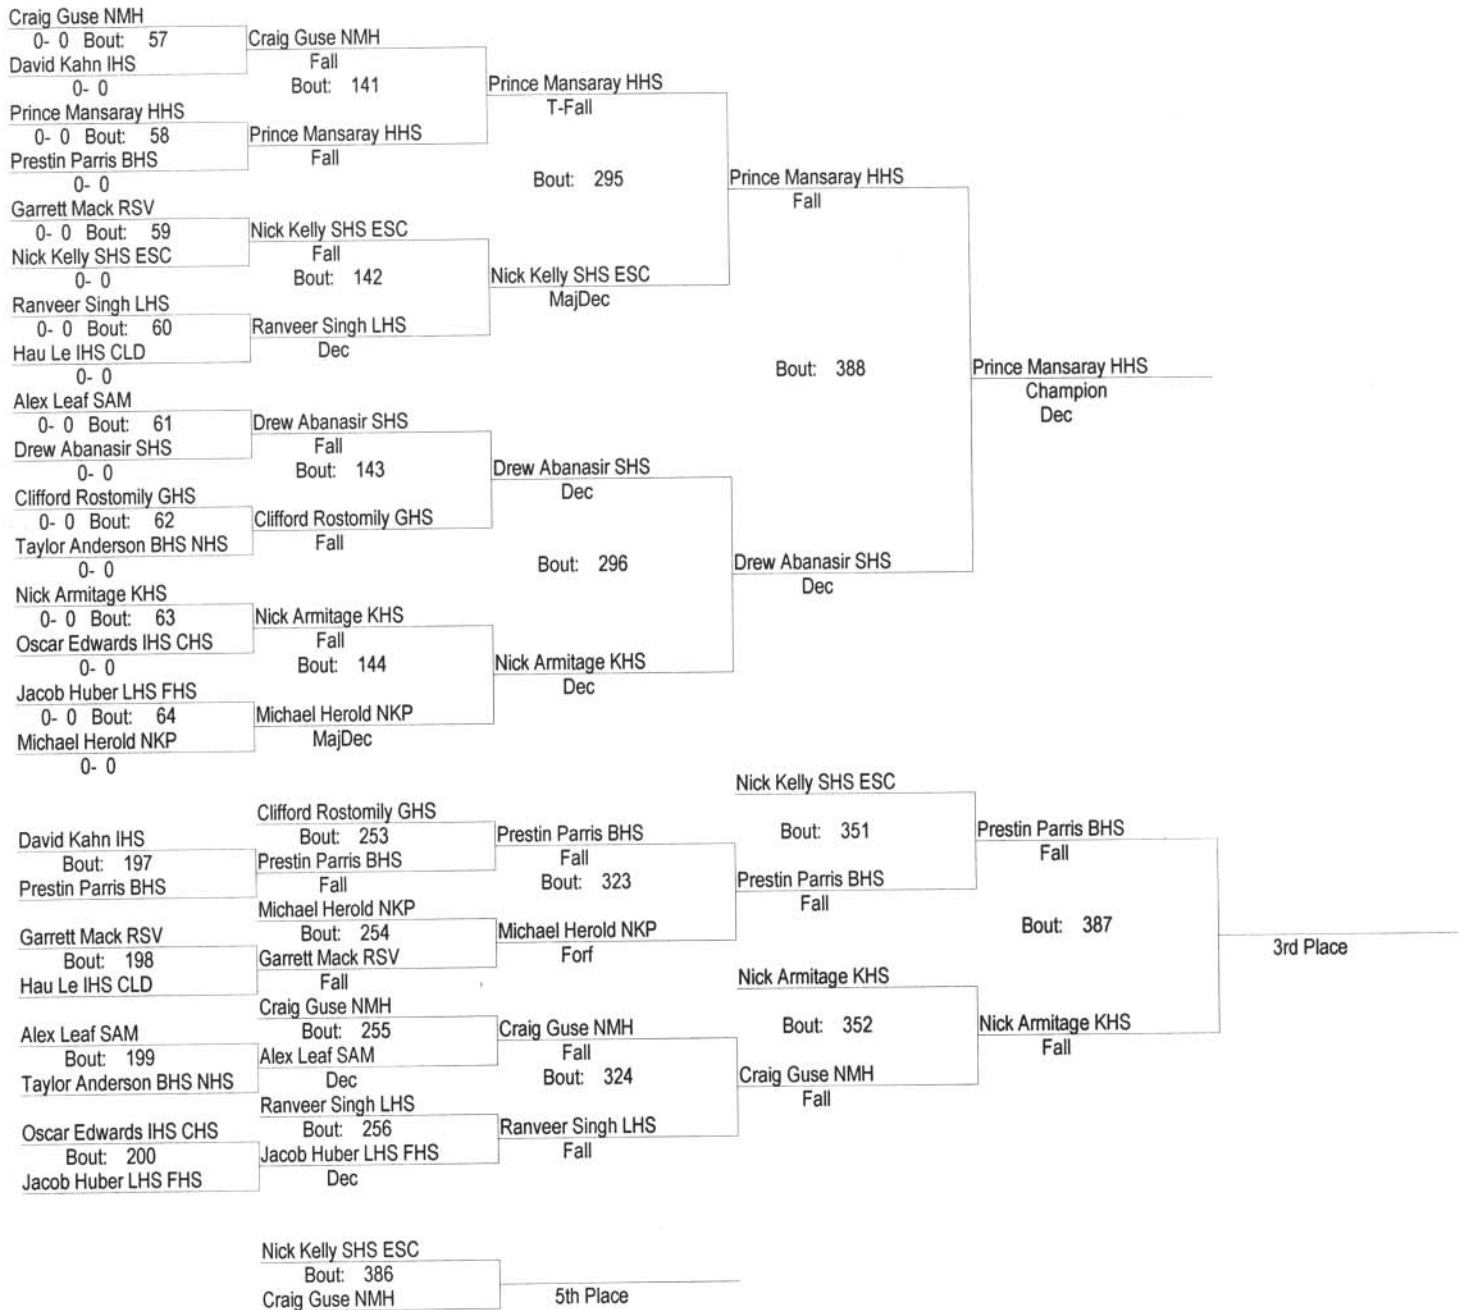 Craig Guse NMH
0- 0 Bout: 57
David Kahn IHS
0- 0
Prince Mansaray HHS
0- 0 Bout: 58
Prestin Parris BHS
0- 0
Garrett Mack RSV
0- 0 Bout: 59
Nick Kelly SHS ESC
0- 0
Ranveer Singh LHS
0- 0 Bout: 60
Hau Le IHS CLD
0- 0
Alex Leaf SAM
0- 0 Bout: 61
Drew Abanasir SHS
0- 0
Clifford Rostomily GHS
0- 0 Bout: 62
Taylor Anderson BHS NHS
0- 0
Nick Armitage KHS
0- 0 Bout: 63
Oscar Edwards IHS CHS
0- 0
Jacob Huber LHS FHS
0- 0 Bout: 64
Michael Herold NKP
0- 0
Craig Guse NMH
Fall
Bout: 141
Prince Mansaray HHS
Fall
Nick Kelly SHS ESC
Fall
Bout: 142
Ranveer Singh LHS
Dec
Drew Abanasir SHS
Fall
Bout: 143
Clifford Rostomily GHS
Fall
Nick Armitage KHS
Fall
Bout: 144
Michael Herold NKP
MajDec
Prince Mansaray HHS
T-Fall
Bout: 295
Nick Kelly SHS ESC
MajDec
Drew Abanasir SHS
Dec
Bout: 296
Nick Armitage KHS
Dec
Prince Mansaray HHS
Fall
Bout: 388
Drew Abanasir SHS
Dec
Prince Mansaray HHS
Champion
Dec
David Kahn IHS
Bout: 197
Prestin Parris BHS
Garrett Mack RSV
Bout: 198
Hau Le IHS CLD
Alex Leaf SAM
Bout: 199
Taylor Anderson BHS NHS
Oscar Edwards IHS CHS
Bout: 200
Jacob Huber LHS FHS
Clifford Rostomily GHS
Bout: 253
Prestin Parris BHS
Fall
Michael Herold NKP
Bout: 254
Garrett Mack RSV
Fall
Craig Guse NMH
Bout: 255
Alex Leaf SAM
Dec
Ranveer Singh LHS
Bout: 256
Jacob Huber LHS FHS
Dec
Prestin Parris BHS
Fall
Bout: 323
Michael Herold NKP
Forf
Craig Guse NMH
Fall
Bout: 324
Ranveer Singh LHS
Fall
Nick Kelly SHS ESC
Bout: 351
Prestin Parris BHS
Fall
Nick Armitage KHS
Bout: 352
Craig Guse NMH
Fall
Prestin Parris BHS
Fall
Bout: 387
Nick Armitage KHS
Fall
3rd Place
Nick Kelly SHS ESC
Bout: 386
Craig Guse NMH
5th Place